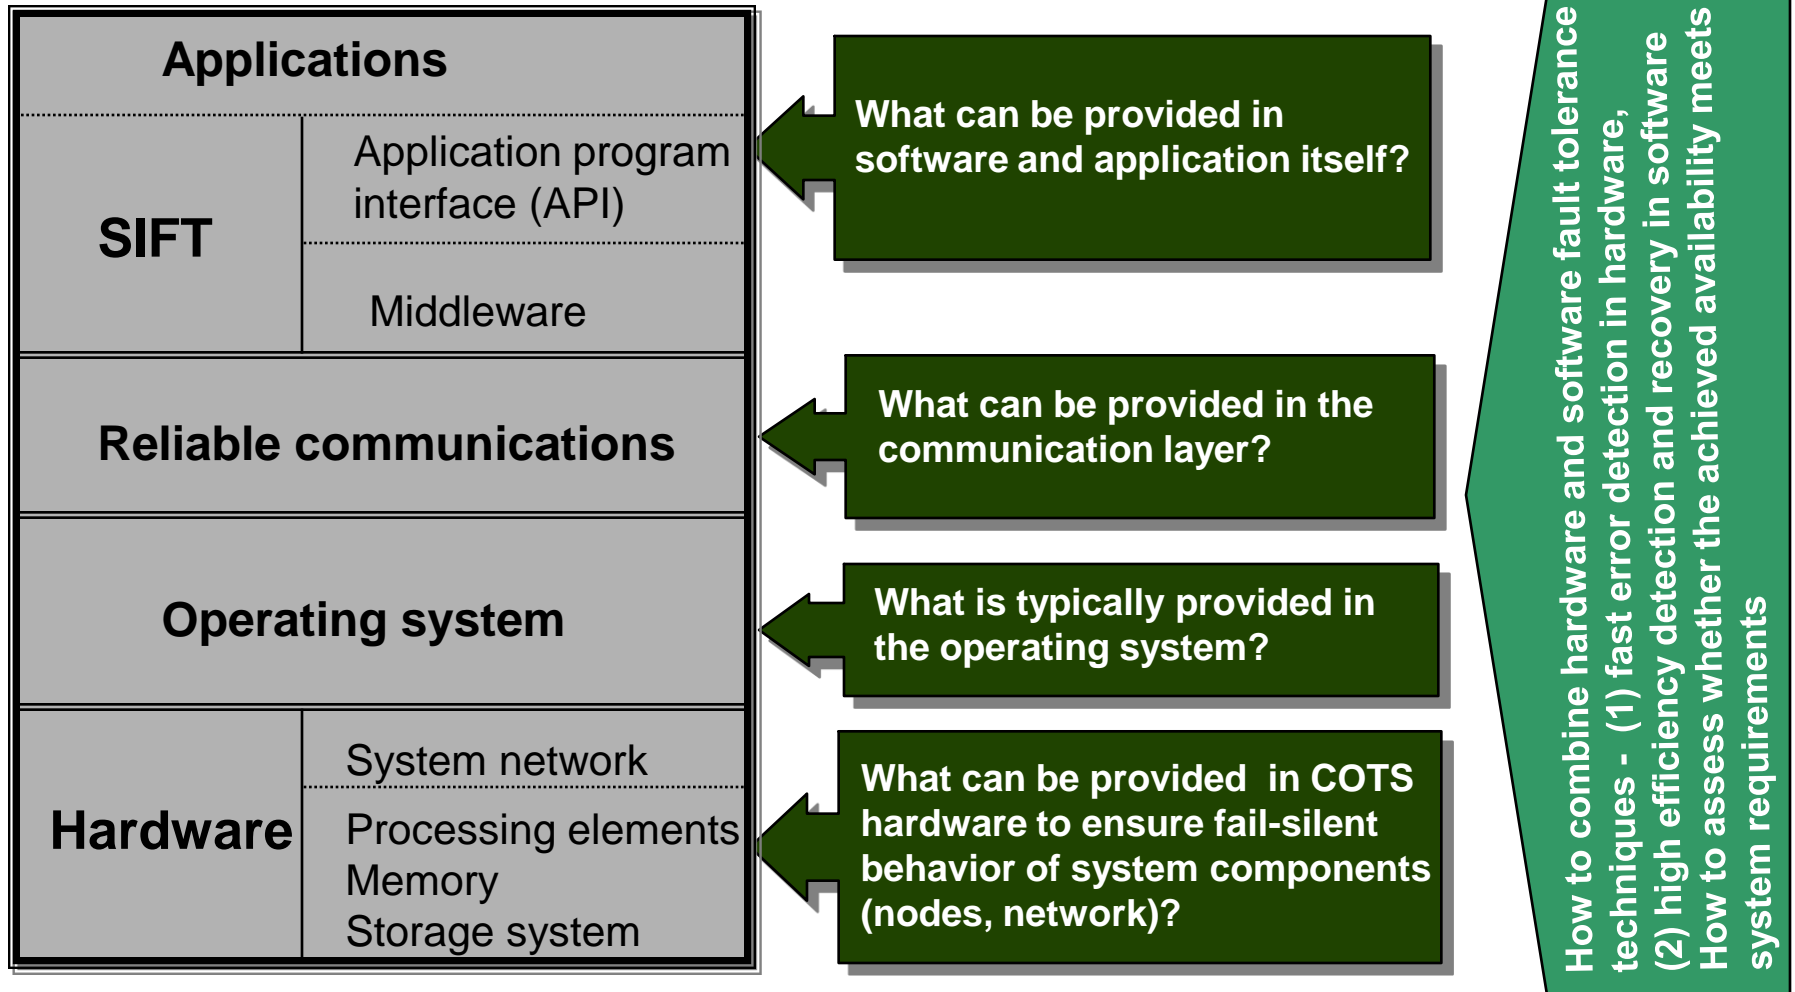 Applications
SIFT
Application program
interface (API)
Middleware
Reliable communications
Operating system
Hardware
System network
Processing elements
Memory
Storage system
What can be provided in
software and application itself?
What can be provided in the
communication layer?
What is typically provided in
the operating system?
What can be provided  in COTS
hardware to ensure fail-silent
behavior of system components
(nodes, network)?
How to combine hardware and software fault tolerance
techniques -  (1) fast error detection in hardware,
(2) high efficiency detection and recovery in software
How to assess whether the achieved availability meets
system requirements